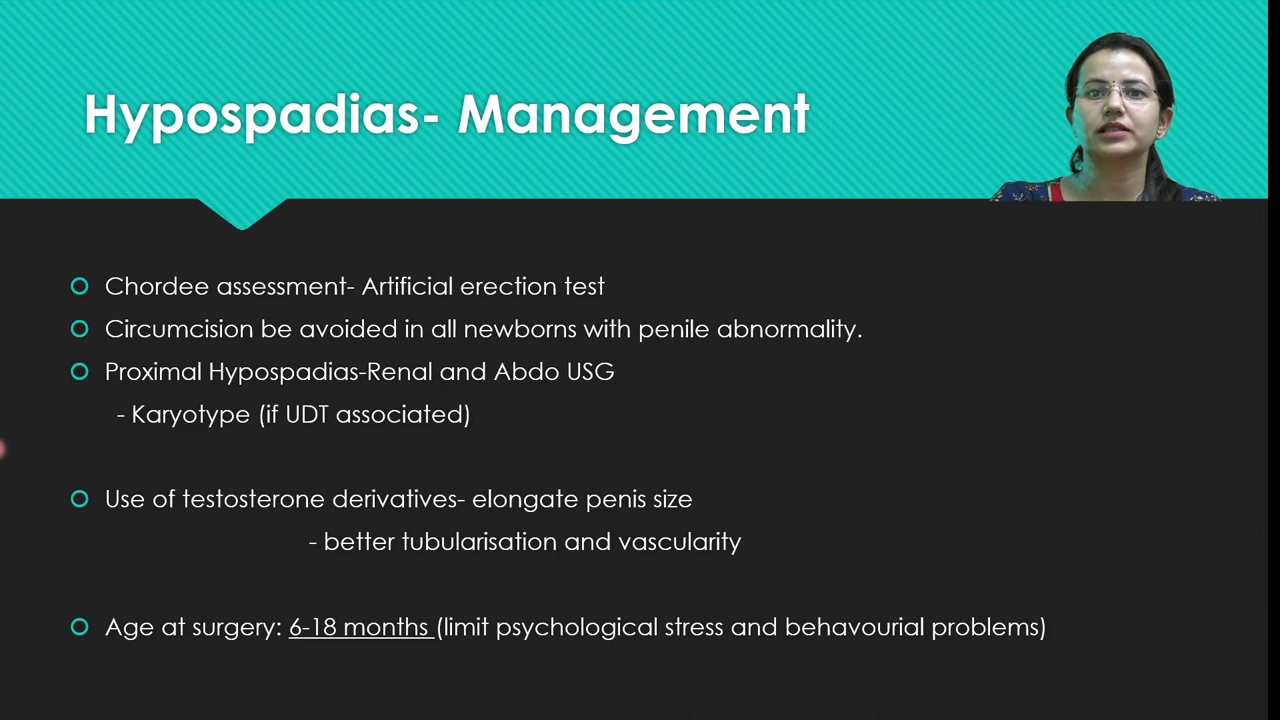 Hypospadias- Management
Chordee assessment- Artificial erection test
Circumcision be avoided in all newborns with penile abnormality.
Proximal Hypospadias-Renal and Abdo USG
- Karyotype (if UDT associated)
Use of testosterone derivatives- elongate penis size
- better tubularisation and vascularity
Age at surgery: 6-18 months (limit psychological stress and behavourial problems)